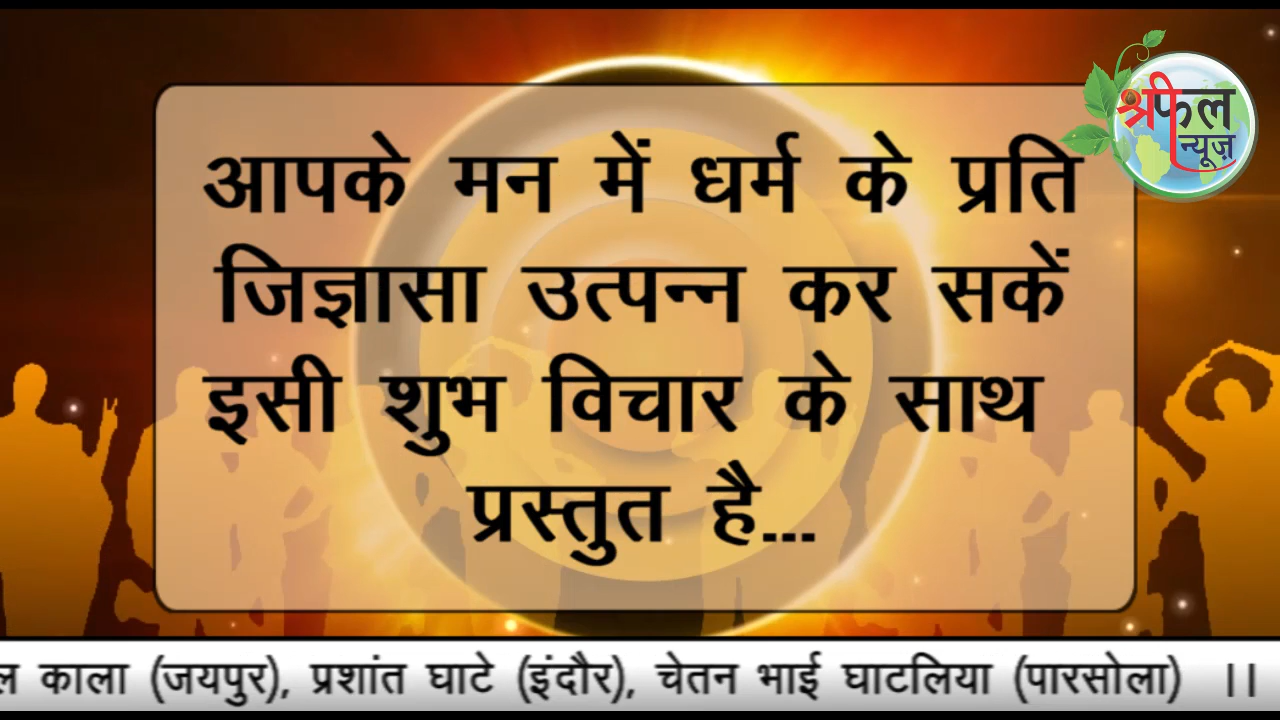 श्रीफल
न्यूज़
आपके मन में धर्म के प्रति
जिज्ञासा उत्पन्न कर सकें
इसी शुभ विचार के साथ
प्रस्तुत है...
काला (जयपुर), प्रशांत घाटे (इंदौर), चेतन भाई घाटलिया (पारसोला) ।।